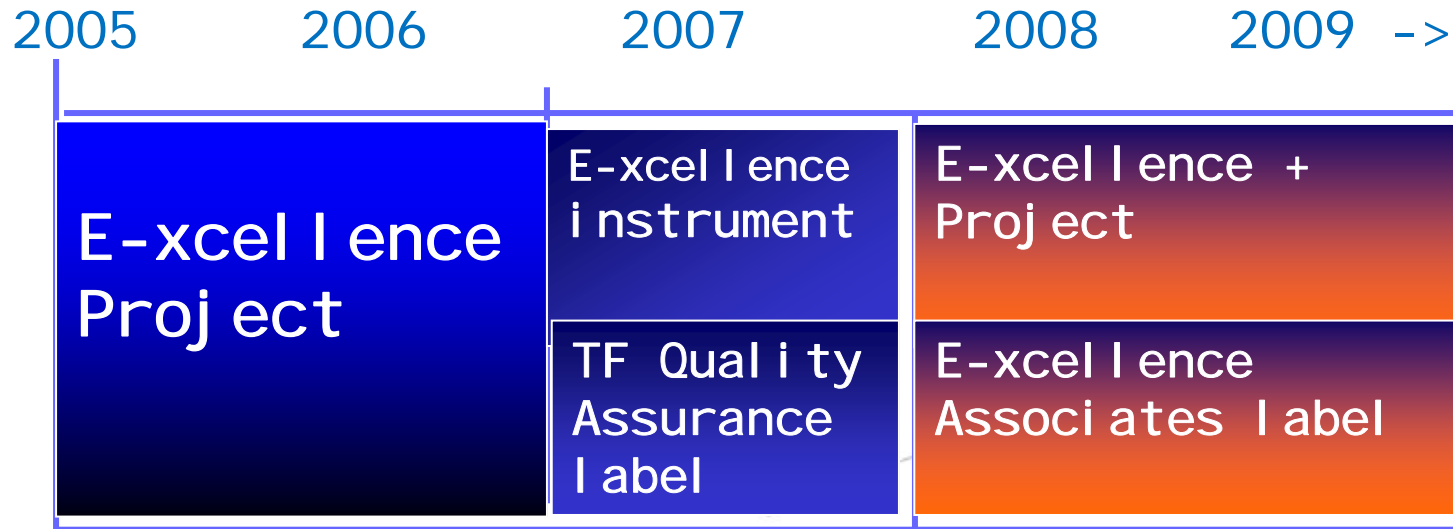 2005 2006 2007 2008 2009 ->
E-xcellence
Project
E-xcellence
instrument
TF Quality
Assurance
label
E-xcellence +
Project
E-xcellence
Associates label